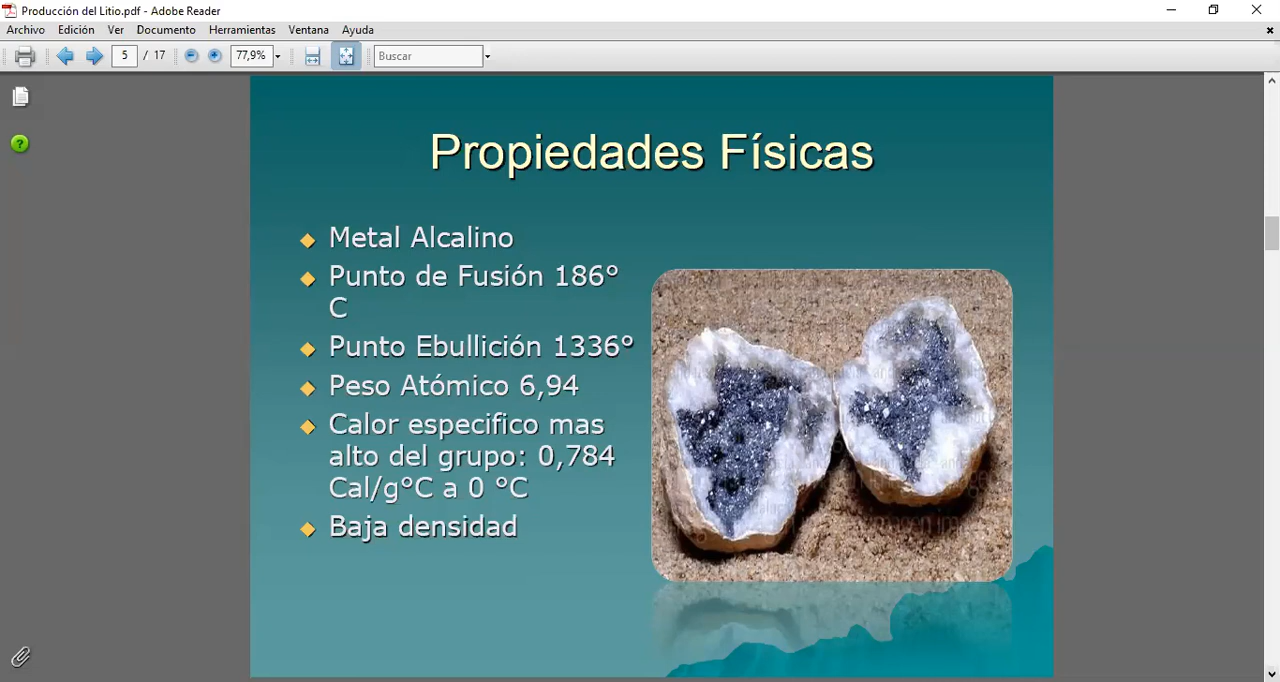 Producción del Litio.pdf - Adobe Reader
Archivo Edición Ver Documento Herramientas Ventana Ayuda
5 / 17 77,9% Buscar
Propiedades Físicas
Metal Alcalino
Punto de Fusión 186°
C
Punto Ebullición 1336°
Peso Atómico 6,94
Calor especifico mas
alto del grupo: 0,784
Cal/g°C a 0 °C
Baja densidad